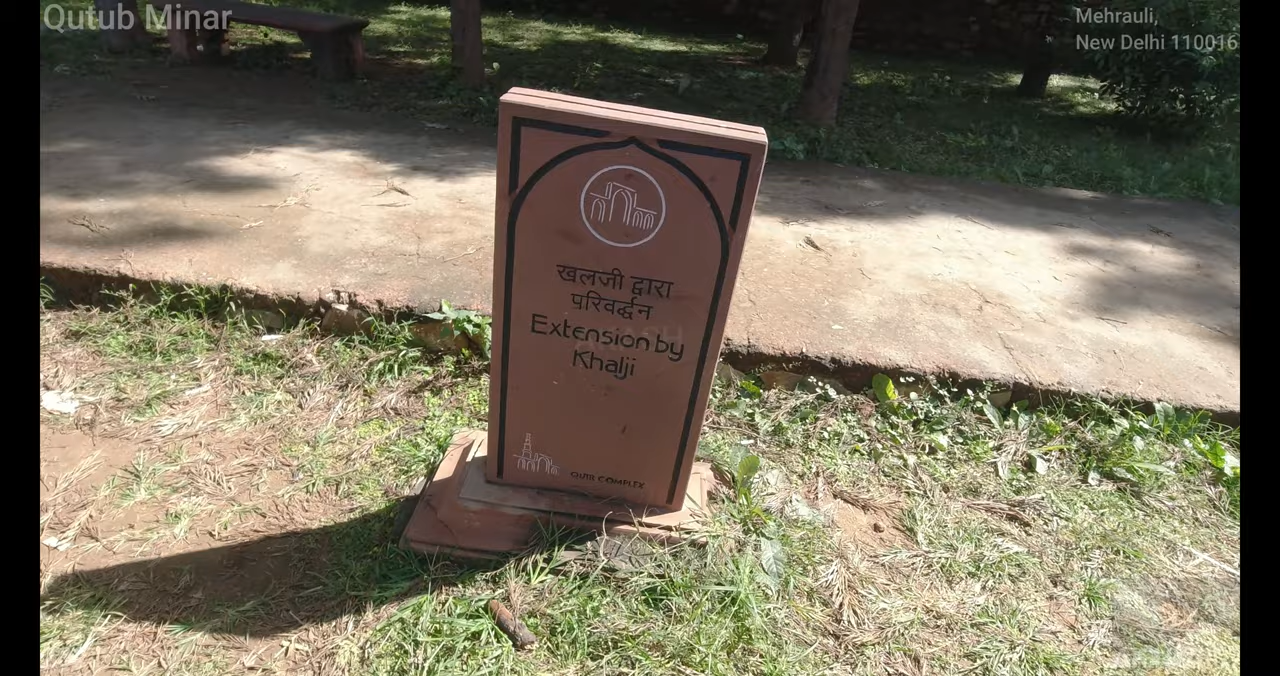 Qutub Minar
Mehrauli,
New Delhi 110016
खलजी द्वारा
परिवर्द्धन
Extension by
Khalji
QUTB COMPLEX